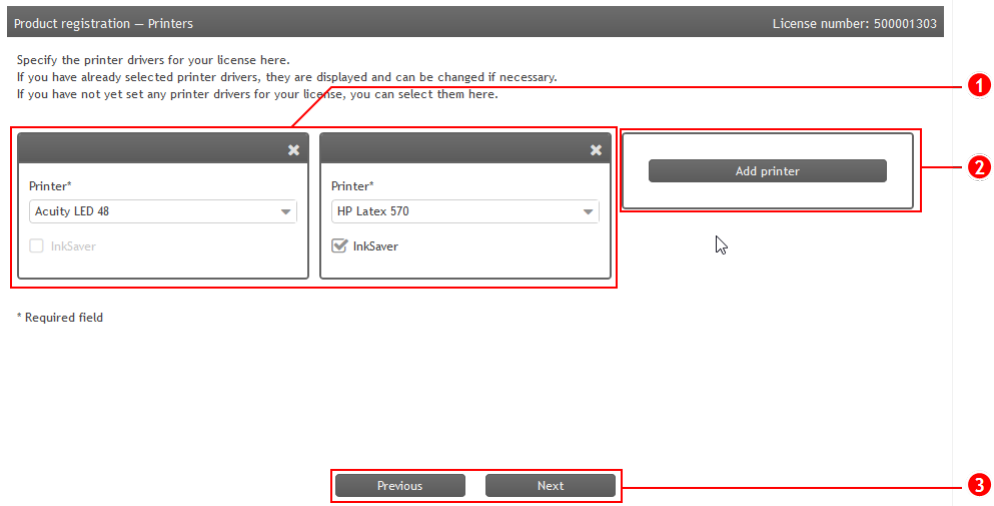 Product registration — Printers
License number: 500001303
Specify the printer drivers for your license here.
If you have already selected printer drivers, they are displayed and can be changed if necessary.
If you have not yet set any printer drivers for your license, you can select them here.
1
Printer*
Acuity LED 48
InkSaver
Printer*
HP Latex 570
InkSaver
Add printer
2
* Required field
Previous
Next
3